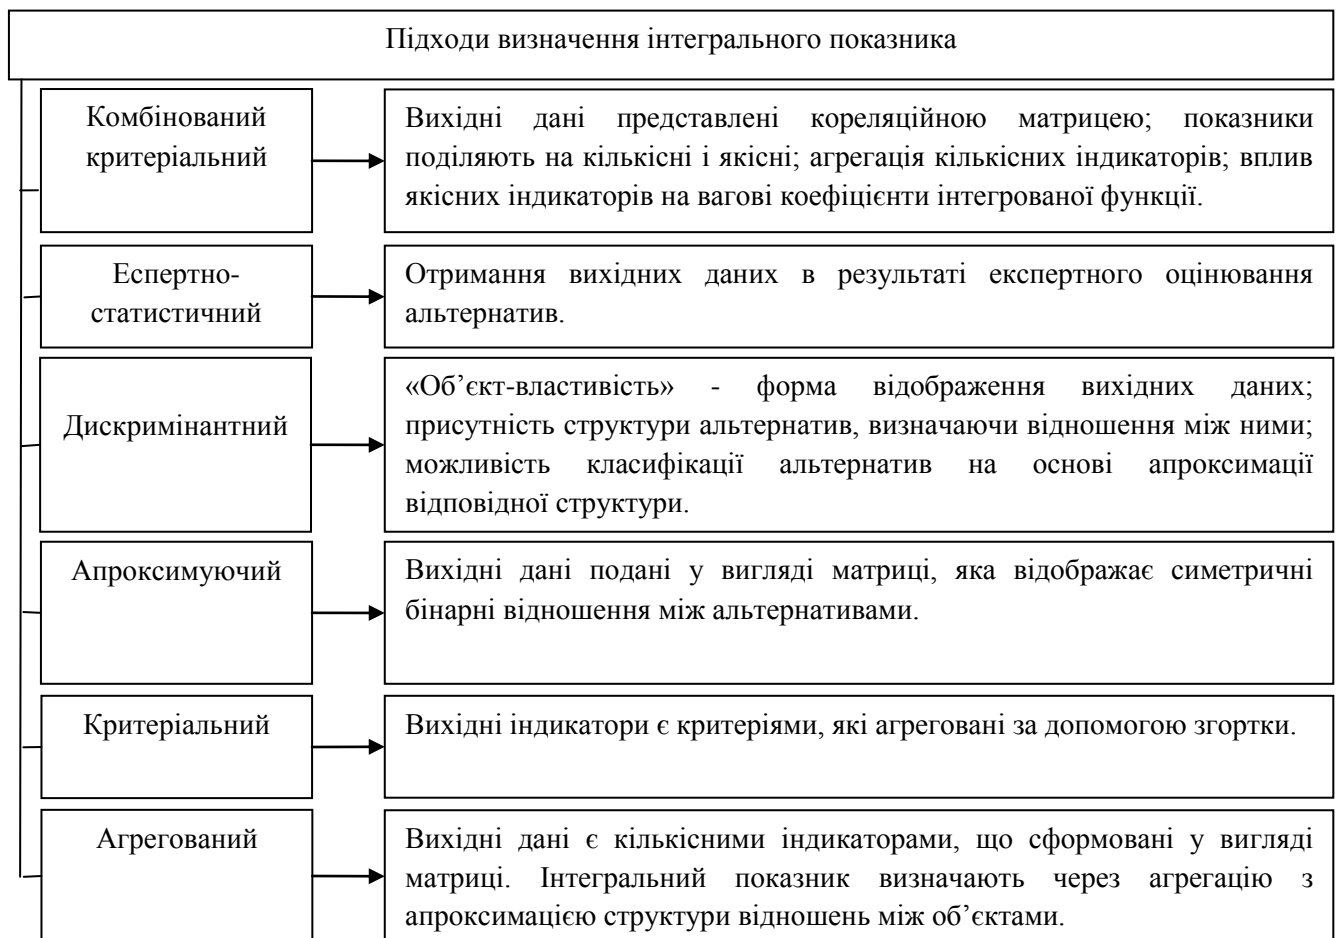 Підходи визначення інтегрального показника
Комбінований
критеріальний
Вихідні дані представлені кореляційною матрицею; показники
поділяють на кількісні і якісні; агрегація кількісних індикаторів; вплив
якісних індикаторів на вагові коефіцієнти інтегрованої функції.
Еспертно-
статистичний
Отримання вихідних даних в результаті експертного оцінювання
альтернатив.
Дискримінантний
«Об’єкт-властивість» - форма відображення вихідних даних;
присутність структури альтернатив, визначаючи відношення між ними;
можливість класифікації альтернатив на основі апроксимації
відповідної структури.
Апроксимуючий
Вихідні дані подані у вигляді матриці, яка відображає симетричні
бінарні відношення між альтернативами.
Критеріальний
Вихідні індикатори є критеріями, які агреговані за допомогою згортки.
Агрегований
Вихідні дані є кількісними індикаторами, що сформовані у вигляді
матриці. Інтегральний показник визначають через агрегацію з
апроксимацією структури відношень між об’єктами.